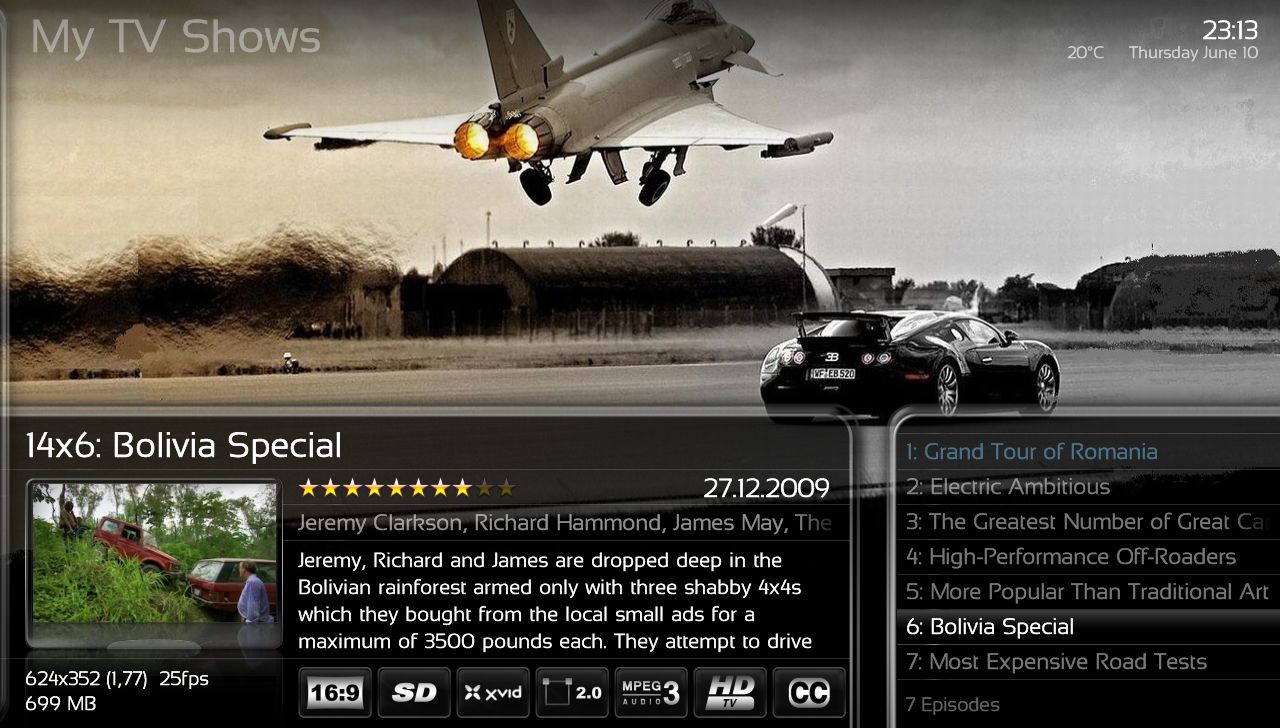 My TV Shows
23:13
20°C Thursday June 10
WF·EB 520
14x6: Bolivia Special
27.12.2009
Jeremy Clarkson, Richard Hammond, James May, The
Jeremy, Richard and James are dropped deep in the
Bolivian rainforest armed only with three shabby 4x4s
which they bought from the local small ads for a
maximum of 3500 pounds each. They attempt to drive
624x352 (1,77) 25fps
699 MB
16:9
SD
xvid
2.0
MPEG 3
AUDIO
HD
TV
CC
1: Grand Tour of Romania
2: Electric Ambitious
3: The Greatest Number of Great Car
4: High-Performance Off-Roaders
5: More Popular Than Traditional Art
6: Bolivia Special
7: Most Expensive Road Tests
7 Episodes